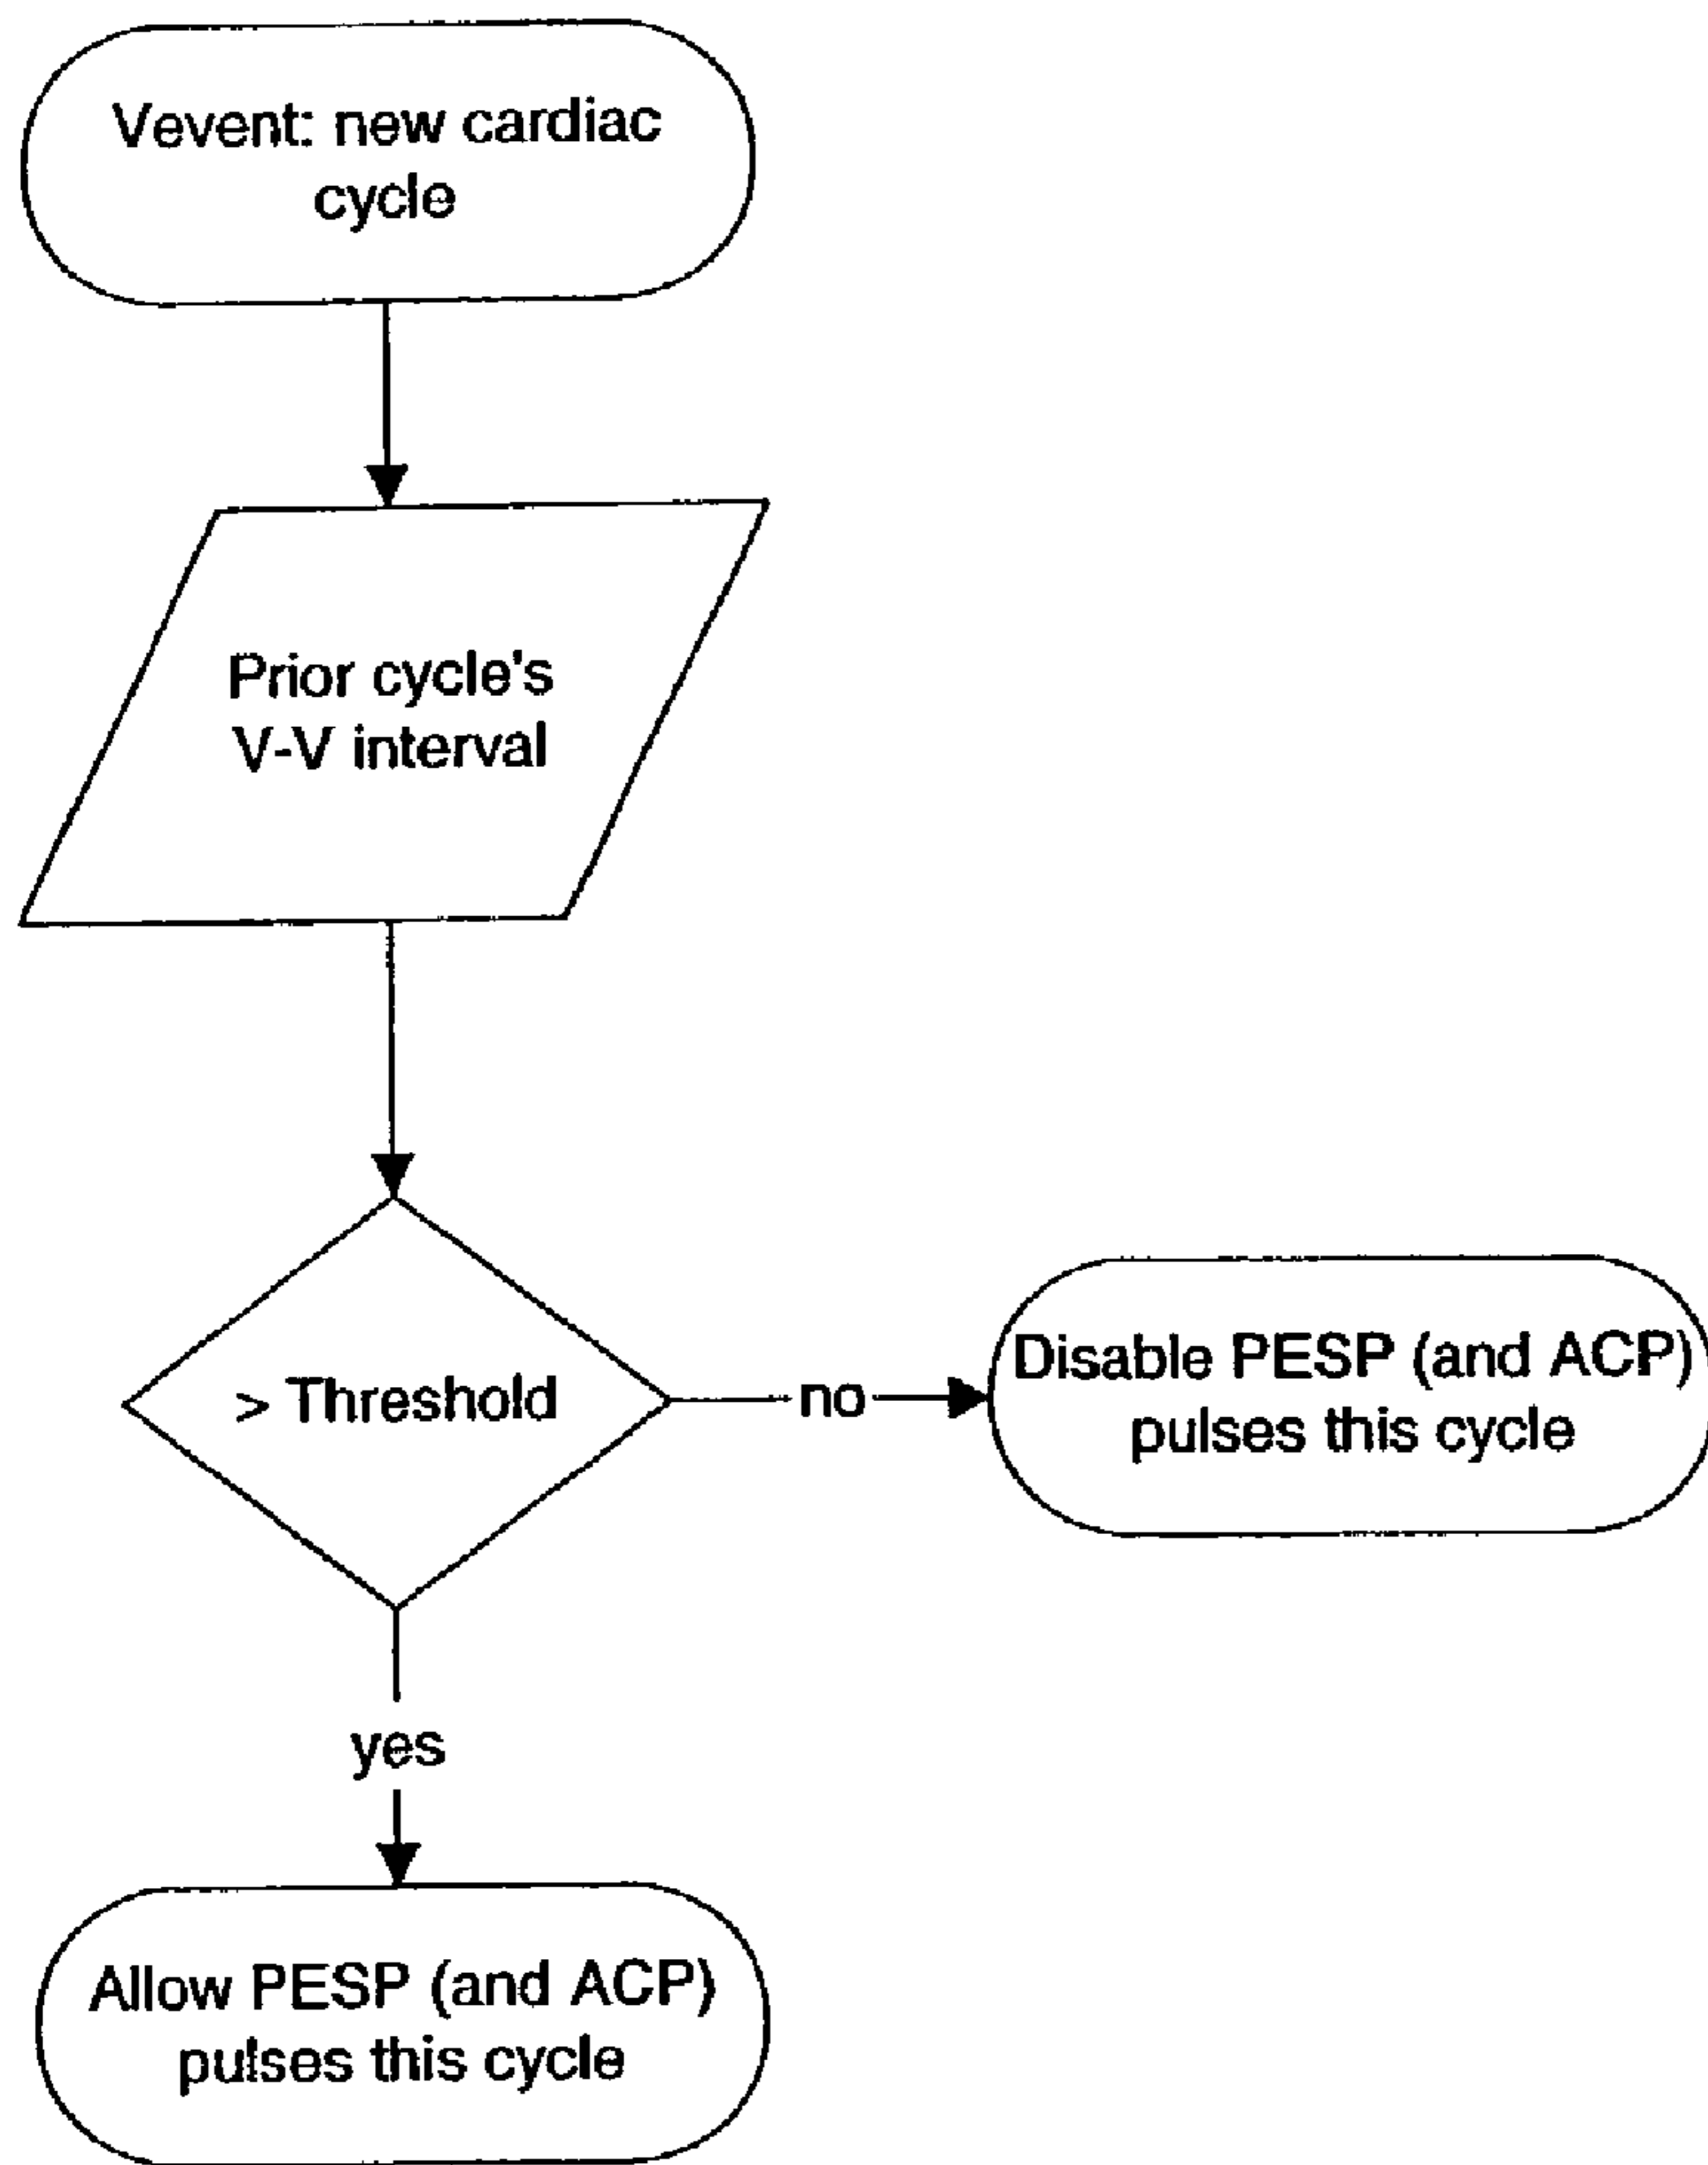 Vevent: new cardiac
cycle
Prior cycle's
V-V interval
> Threshold
no
Disable PESP (and ACP)
pulses this cycle
yes
Allow PESP (and ACP)
pulses this cycle